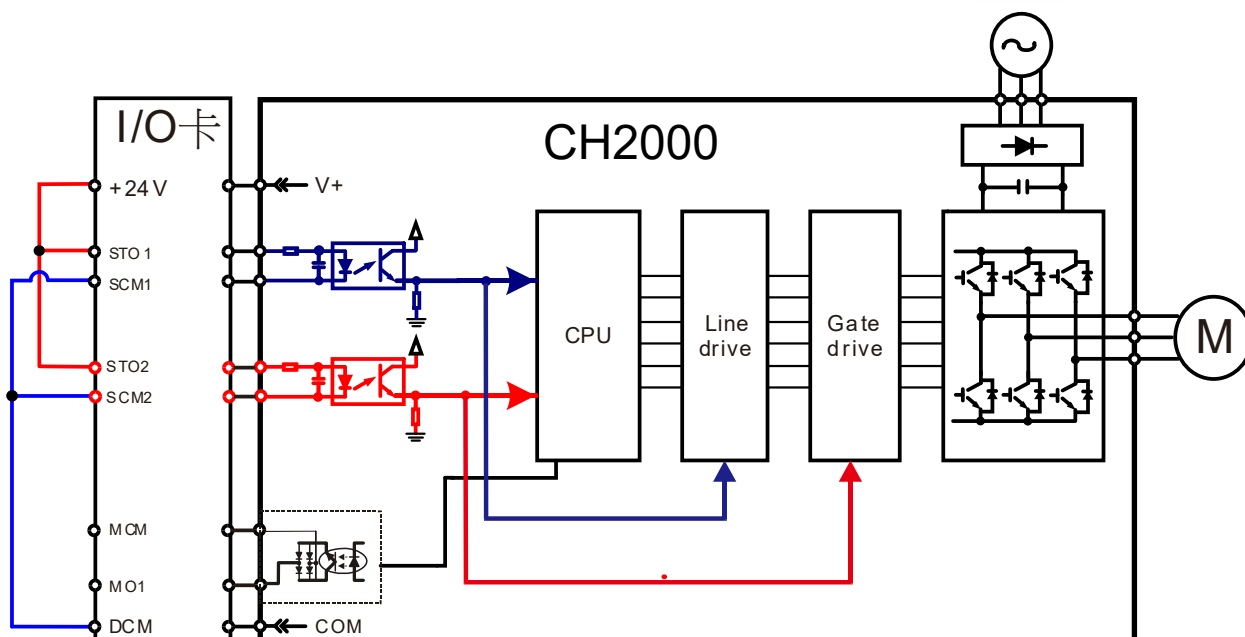 I/O卡
CH2000
+24V
V+
STO1
SCM1
STO2
SCM2
CPU
Line
drive
Gate
drive
M
MCM
MO1
DCM
COM